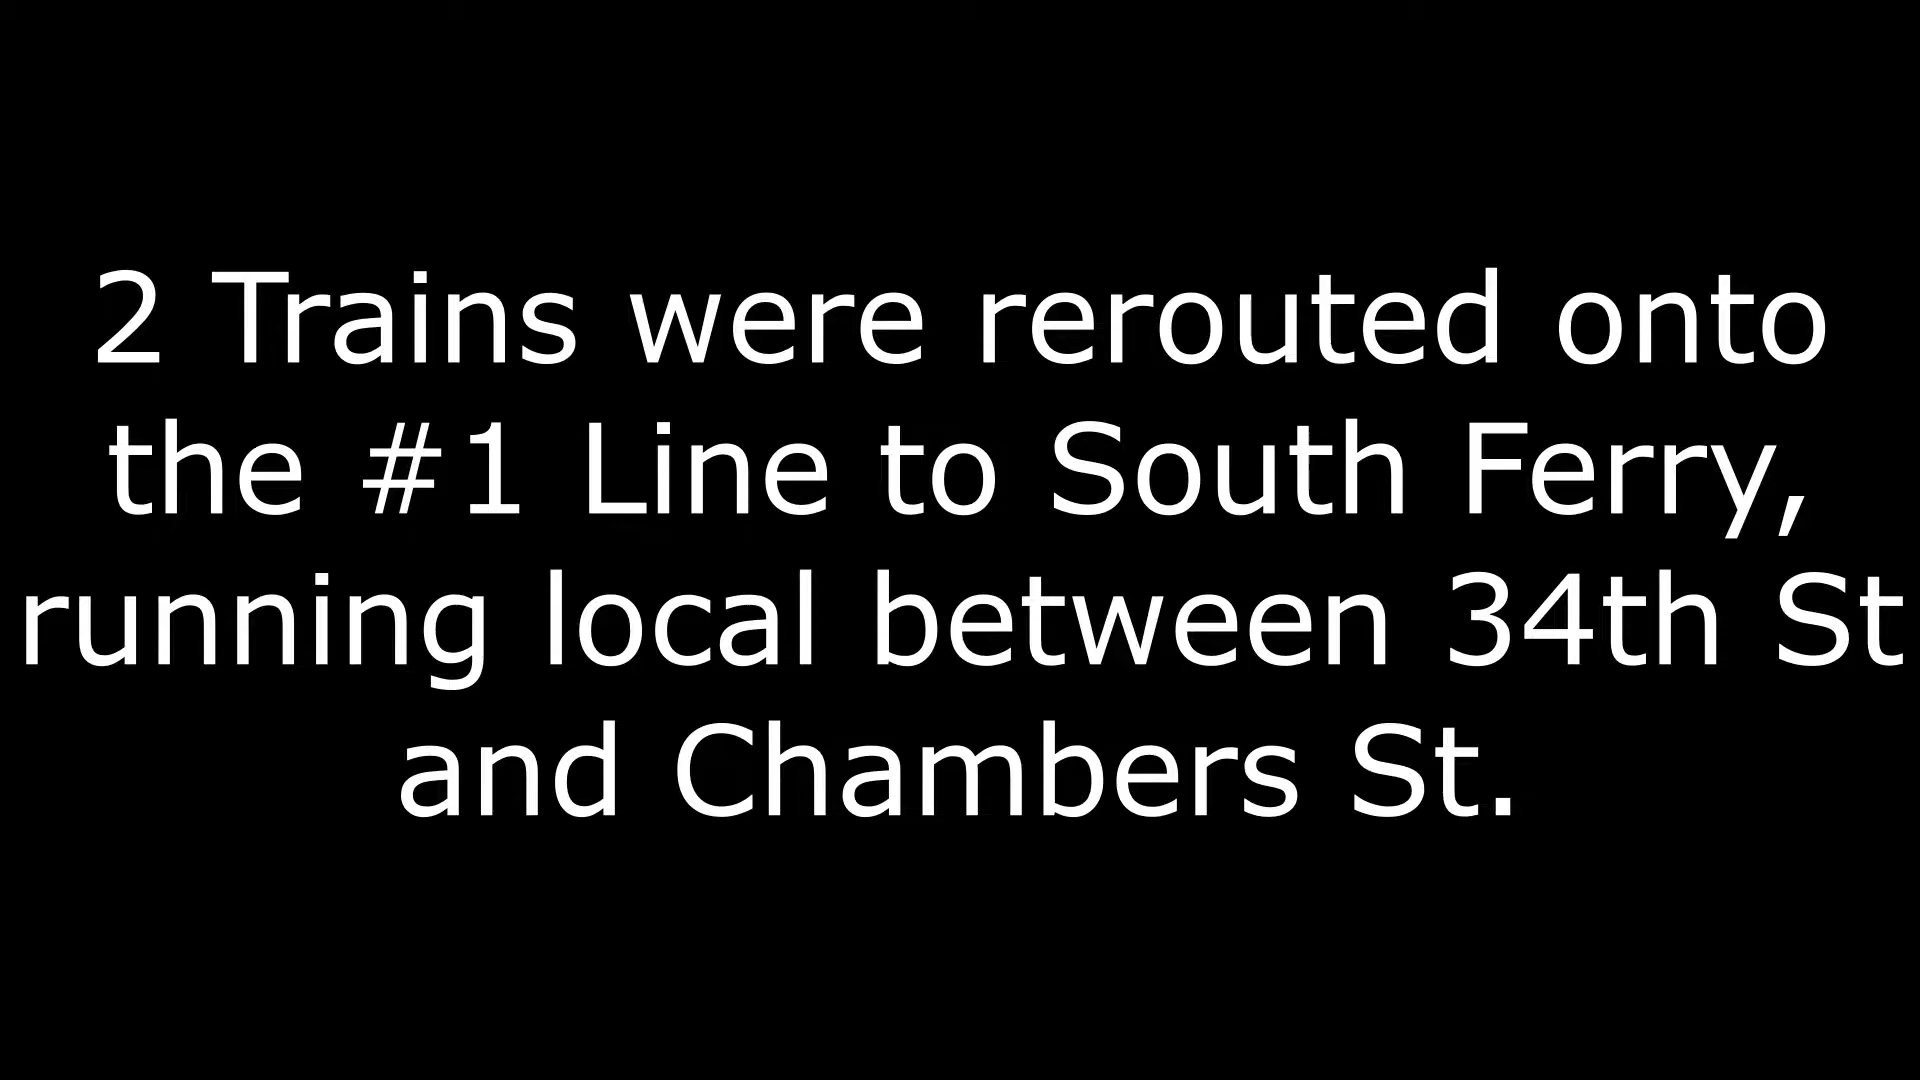 2 Trains were rerouted onto
the #1 Line to South Ferry,
running local between 34th St
and Chambers St.